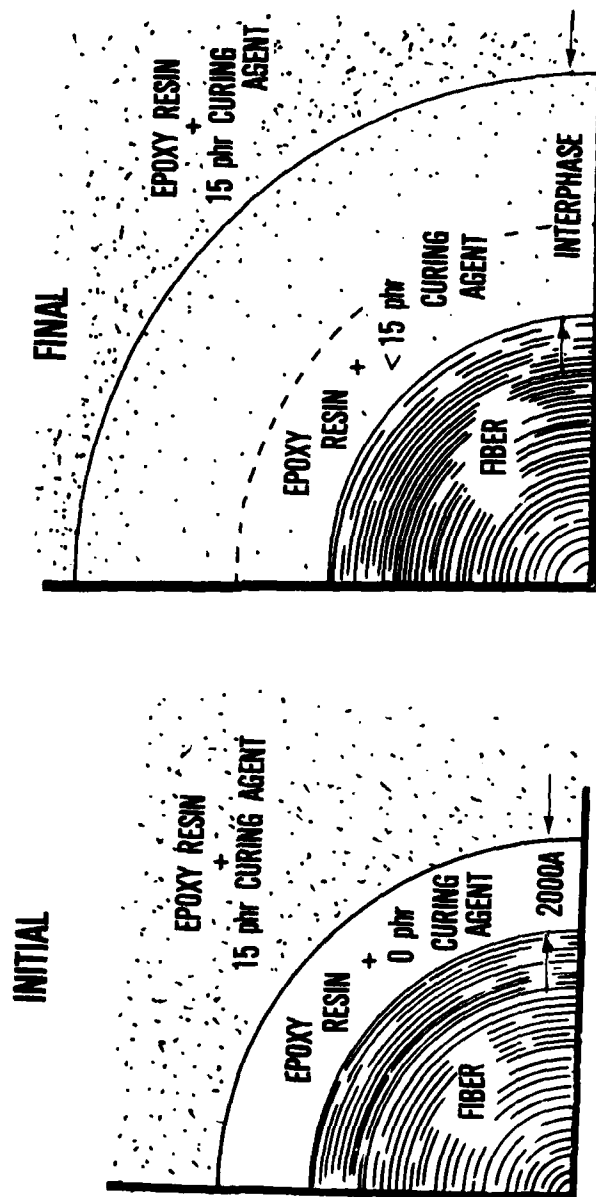 INITIAL
EPOXY RESIN
+
15 phr CURING AGENT
EPOXY
RESIN + 0 phr
CURING
AGENT
2000A
FIBER
FINAL
EPOXY RESIN
+
15 phr CURING
AGENT
EPOXY
RESIN + < 15 phr
CURING
AGENT
INTERPHASE
FIBER